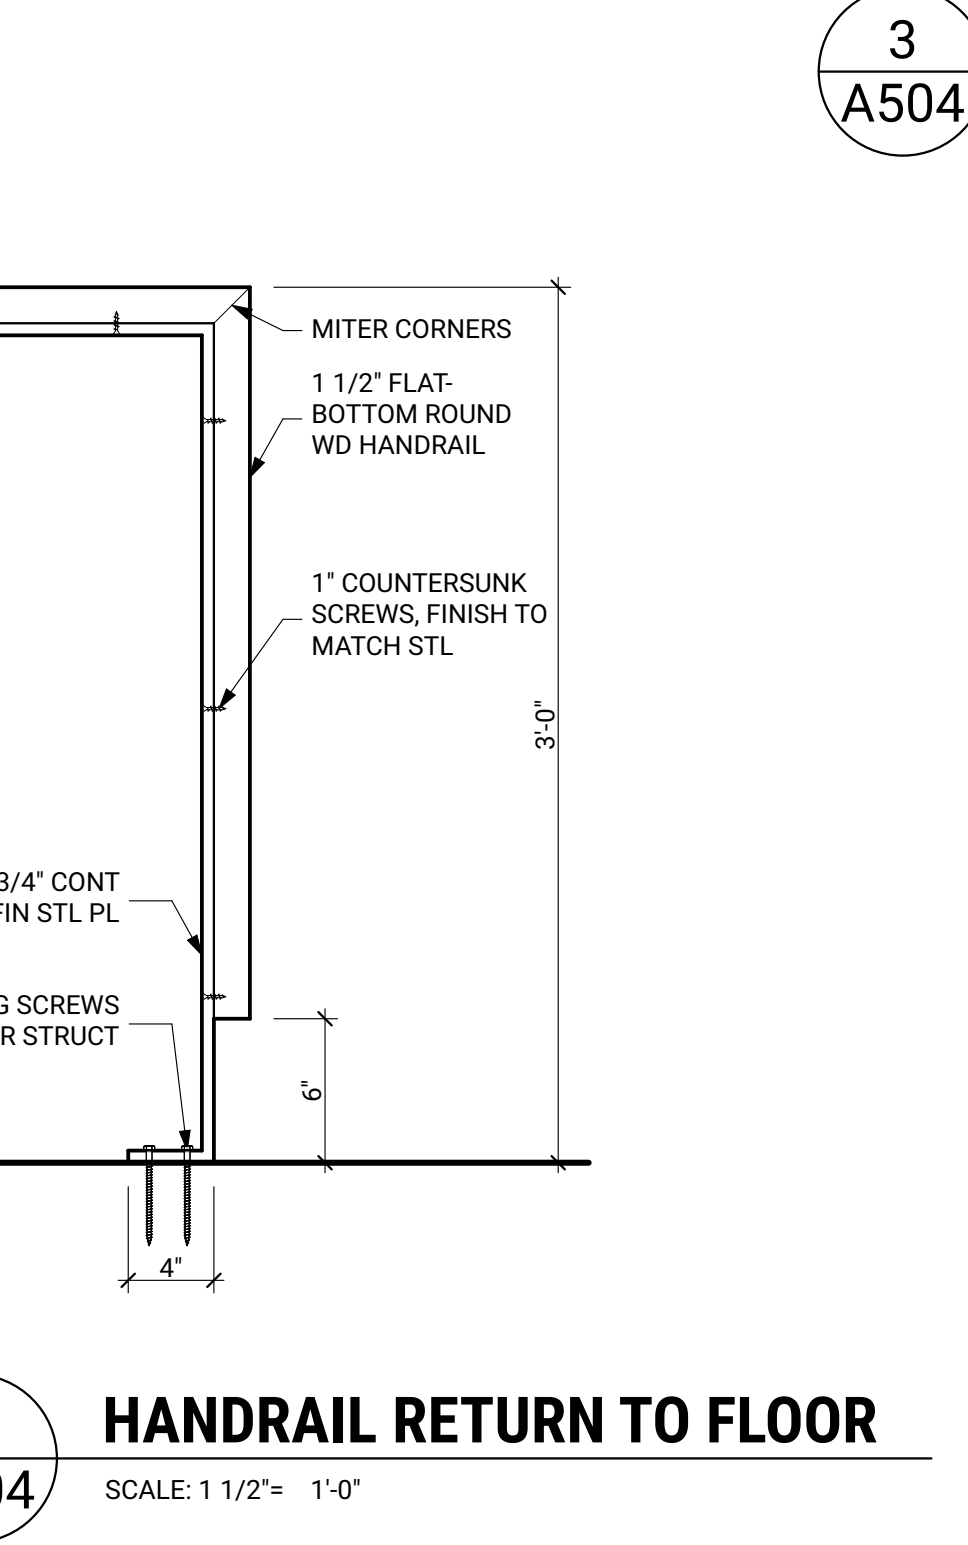 3
A504
MITER CORNERS
1 1/2" FLAT-
BOTTOM ROUND
WD HANDRAIL
1" COUNTERSUNK
SCREWS, FINISH TO
MATCH STL
3'-0"
3/4" CONT
FIN STL PL
SCREWS
STRUCT
6"
4"
HANDRAIL RETURN TO FLOOR
04
SCALE: 1 1/2"= 1'-0"